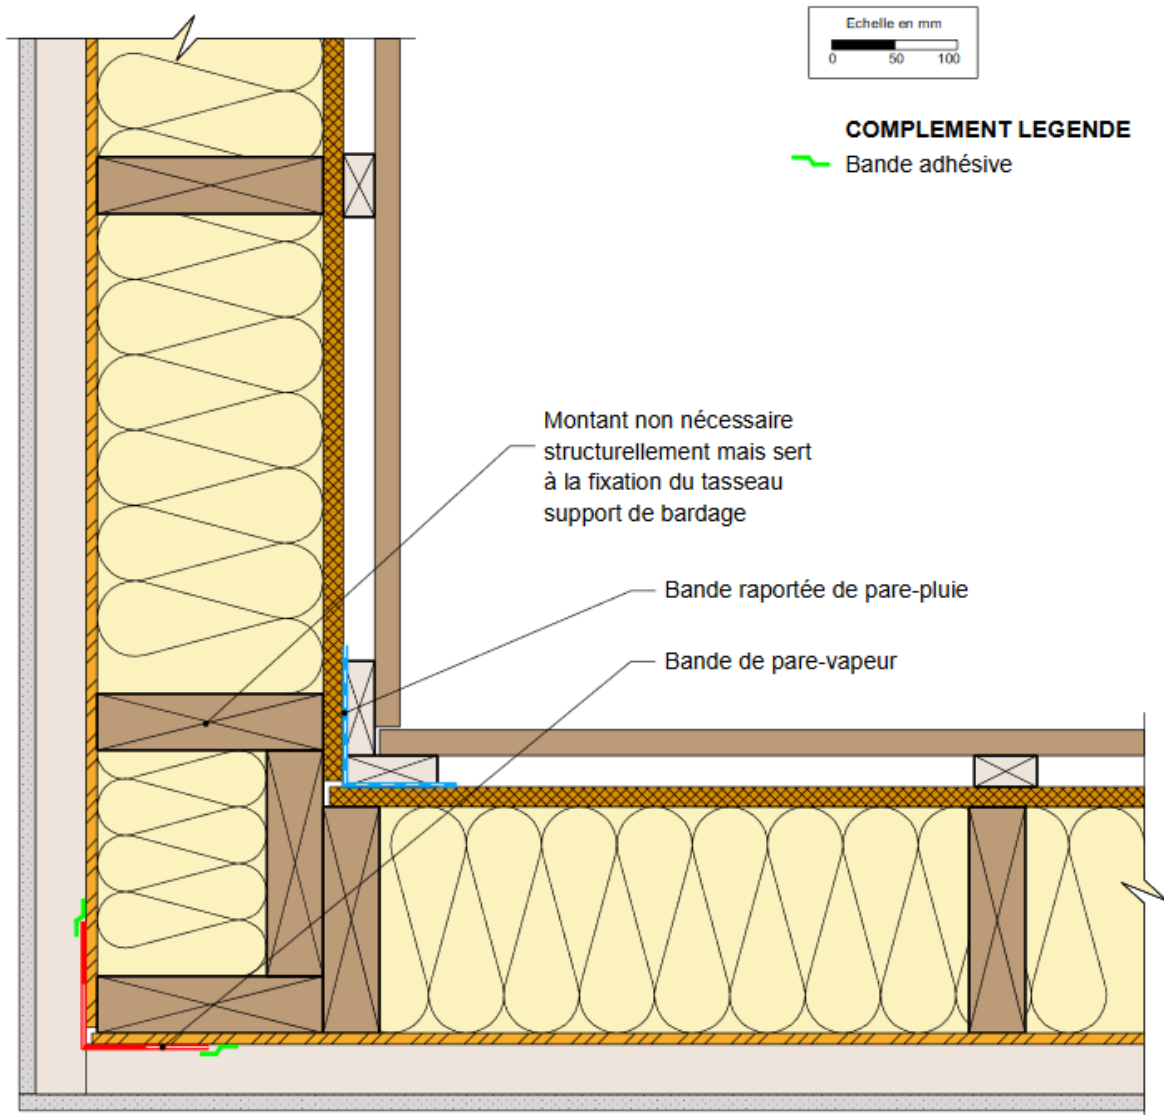 Echelle en mm
0 50 100
COMPLEMENT LEGENDE
Bande adhésive
Montant non nécessaire
structurellement mais sert
à la fixation du tasseau
support de bardage
Bande raportée de pare-pluie
Bande de pare-vapeur